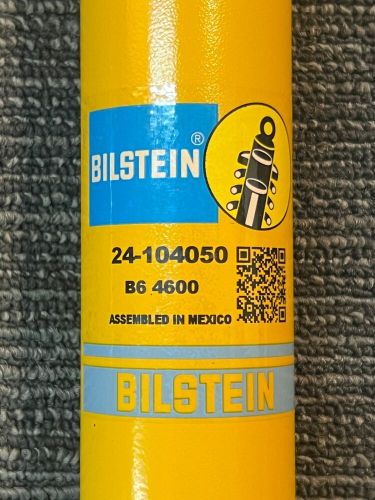 BILSTEIN®
24-104050
B6 4600
ASSEMBLED IN MEXICO
BILSTEIN